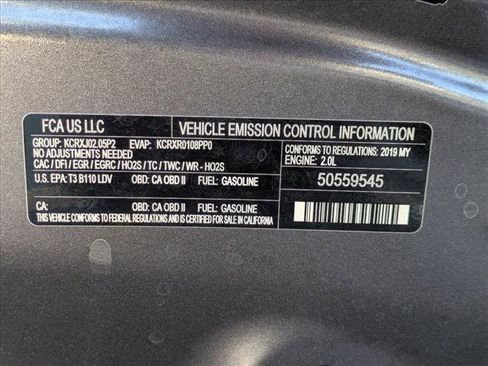 FCA US LLC VEHICLE EMISSION CONTROL INFORMATION
GROUP: KCRXJ02.05P2 EVAP: KCRXR0108PP0
NO ADJUSTMENTS NEEDED
CAC / DFI / EGR / EGRC / HO2S / TC / TWC / WR - HO2S
CONFORMS TO REGULATIONS: 2019 MY
ENGINE: 2.0L
U.S. EPA: T3 B110 LDV OBD: CA OBD II FUEL: GASOLINE
50559545
CA: OBD: CA OBD II FUEL: GASOLINE
THIS VEHICLE CONFORMS TO FEDERAL REGULATIONS AND IS CERTIFIED FOR SALE IN CALIFORNIA